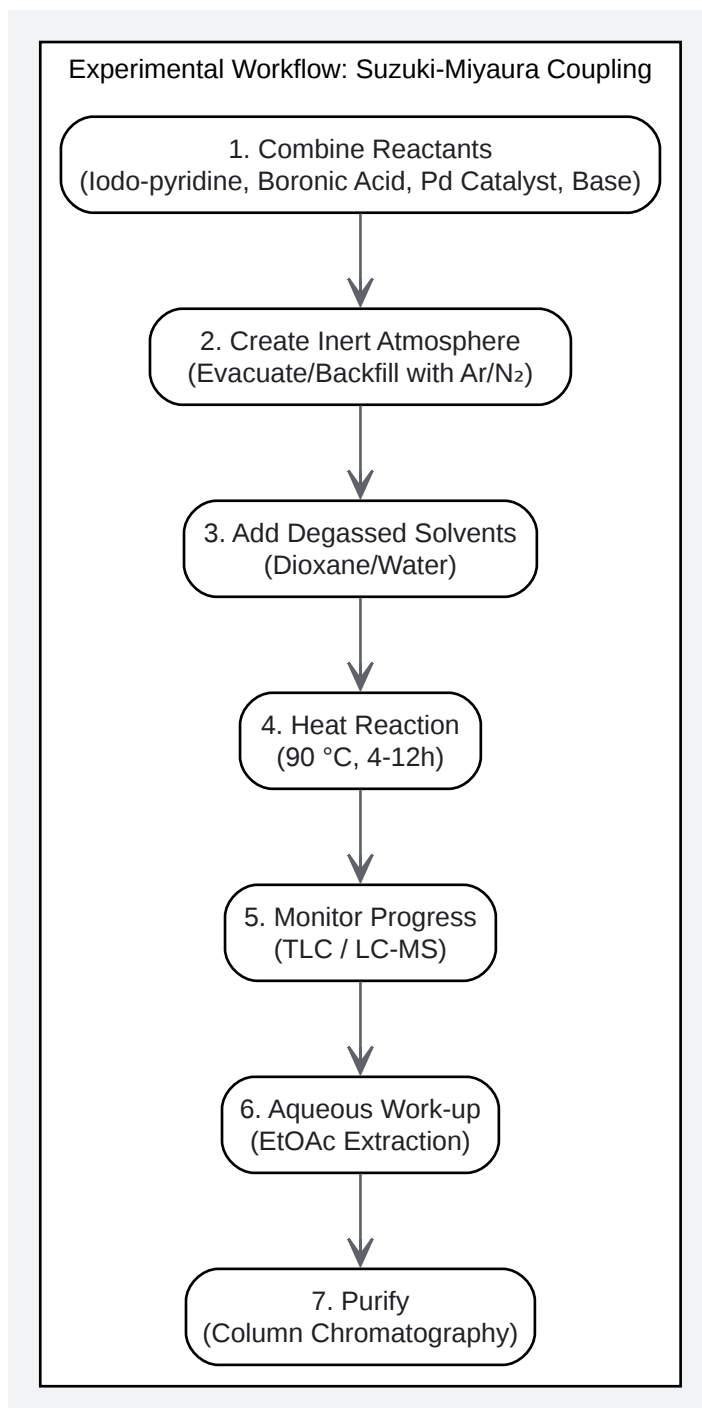 Experimental Workflow: Suzuki-Miyaura Coupling
1. Combine Reactants
(Iodo-pyridine, Boronic Acid, Pd Catalyst, Base)
2. Create Inert Atmosphere
(Evacuate/Backfill with Ar/N₂)
3. Add Degassed Solvents
(Dioxane/Water)
4. Heat Reaction
(90 °C, 4-12h)
5. Monitor Progress
(TLC / LC-MS)
6. Aqueous Work-up
(EtOAc Extraction)
7. Purify
(Column Chromatography)